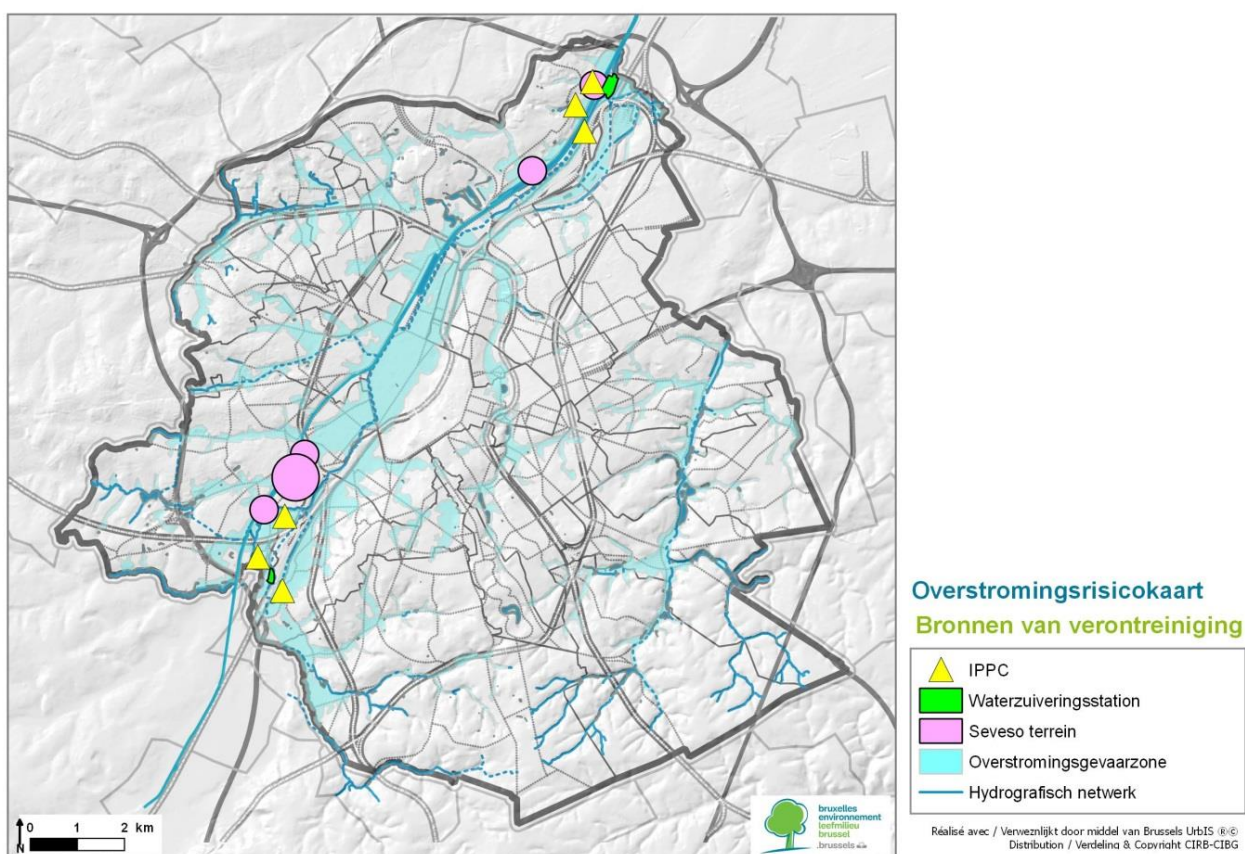 Overstromingsrisicokaart
Bronnen van verontreiniging
IPPC
Waterzuiveringsstation
Seveso terrein
Overstromingsgevaarzone
Hydrografisch netwerk
N
0 1 2 km
bruxelles
environnement
leefmilieu
brussel
.brussels
Réalisé avec / Verweznlijkt door middel van Brussels UrbIS ®©
Distribution / Verdeling & Copyright CIRB-CIBG